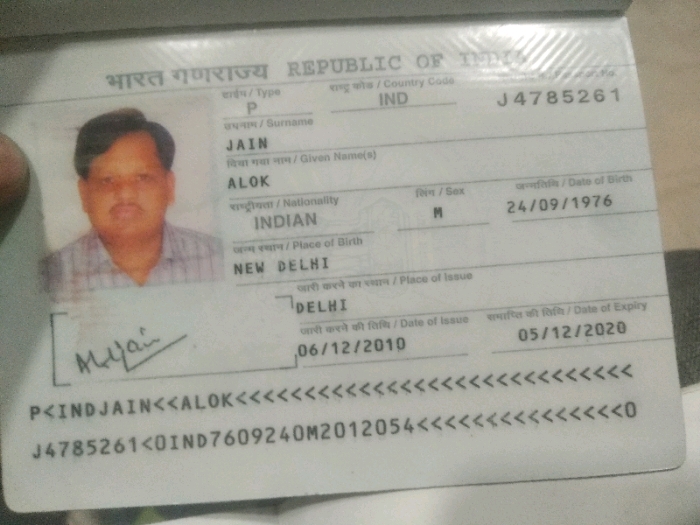 भारत गणराज्य REPUBLIC OF INDIA
टाईप / Type राष्ट्र कोड / Country Code
P IND J4785261
उपनाम / Surname
JAIN
दिया गया नाम / Given Name(s)
ALOK
राष्ट्रीयता / Nationality लिंग / Sex जन्मतिथि / Date of Birth
INDIAN M 24/09/1976
जन्म स्थान / Place of Birth
NEW DELHI
जारी करने का स्थान / Place of Issue
DELHI
जारी करने की तिथि / Date of Issue समाप्ति की तिथि / Date of Expiry
06/12/2010 05/12/2020
Alokjain
P<INDJAIN<<ALOK<<<<<<<<<<<<<<<<<<<<<<<<<<<<<
J4785261<0IND7609240M2012054<<<<<<<<<<<<<<<0